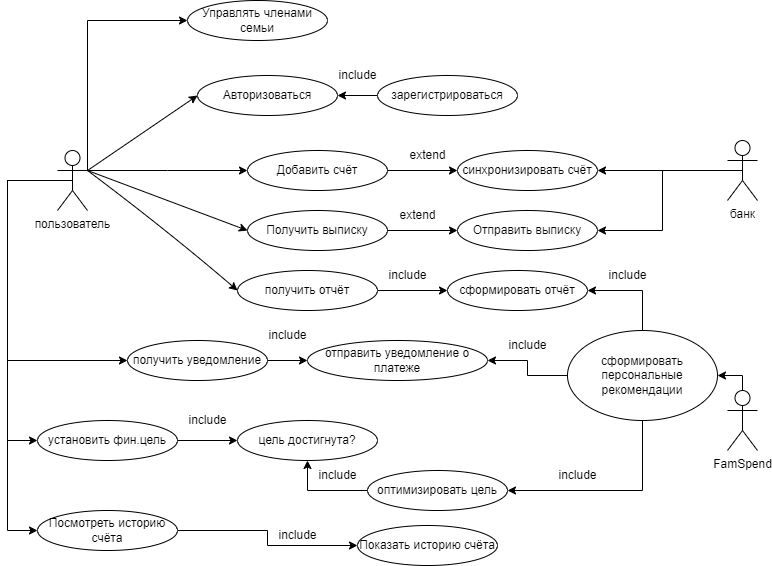 Управлять членами
семьи
include
Авторизоваться
зарегистрироваться
extend
Добавить счёт
синхронизировать счёт
пользователь
банк
extend
Получить выписку
Отправить выписку
include
include
получить отчёт
сформировать отчёт
include
include
получить уведомление
отправить уведомление о
платеже
сформировать
персональные
рекомендации
include
установить фин.цель
цель достигнута?
FamSpend
include
include
оптимизировать цель
Посмотреть историю
счёта
include
Показать историю счёта